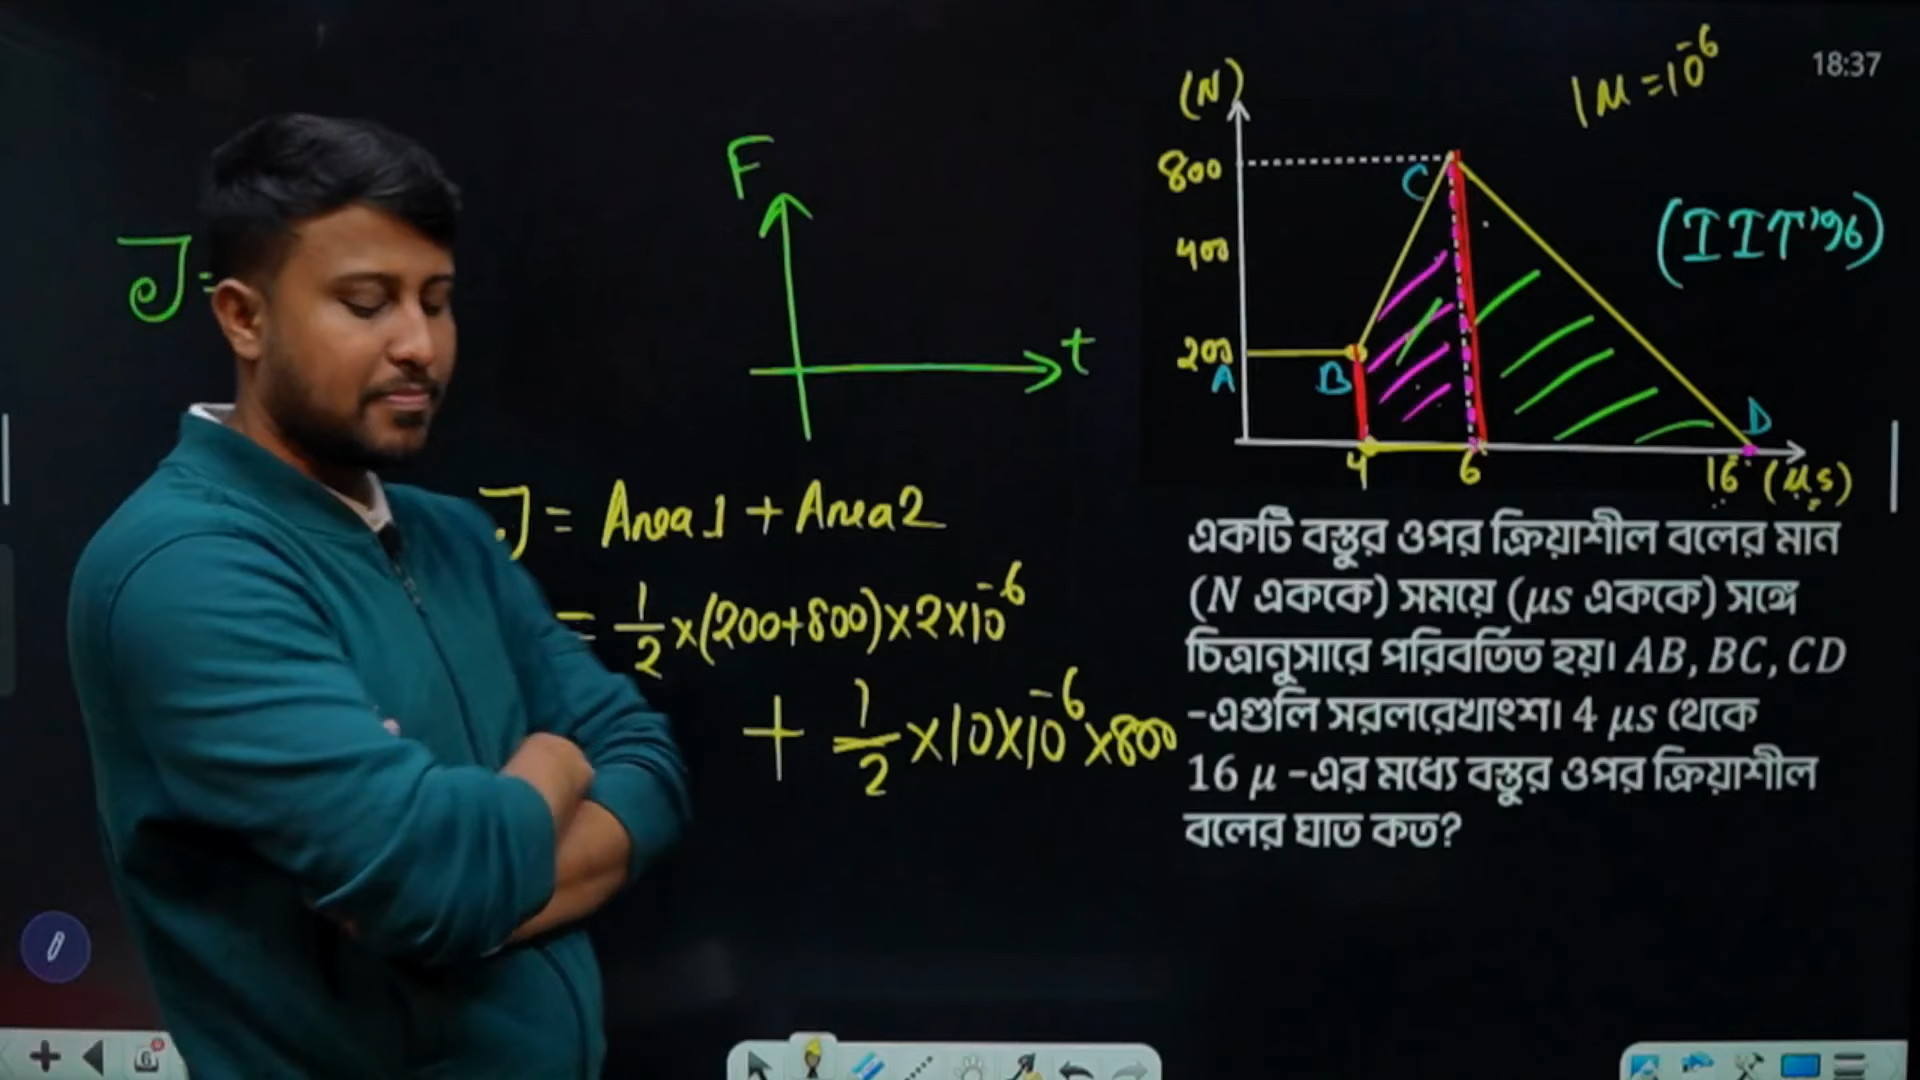 18:37
(N)
1μ = 10⁻⁶
800
C
400
(IIT'96)
200
A
B
D
4
6
16 (μs)
F
t
J =
J = Area 1 + Area 2
= 1/2 × (200+800) × 2 × 10⁻⁶
+ 1/2 × 10 × 10⁻⁶ × 800
একটি বস্তুর ওপর ক্রিয়াশীল বলের মান
(N এককে) সময়ে (μs এককে) সঙ্গে
চিত্রানুসারে পরিবর্তিত হয়। AB, BC, CD
-এগুলি সরলরেখাংশ। 4 μs থেকে
16 μ -এর মধ্যে বস্তুর ওপর ক্রিয়াশীল
বলের ঘাত কত?
6